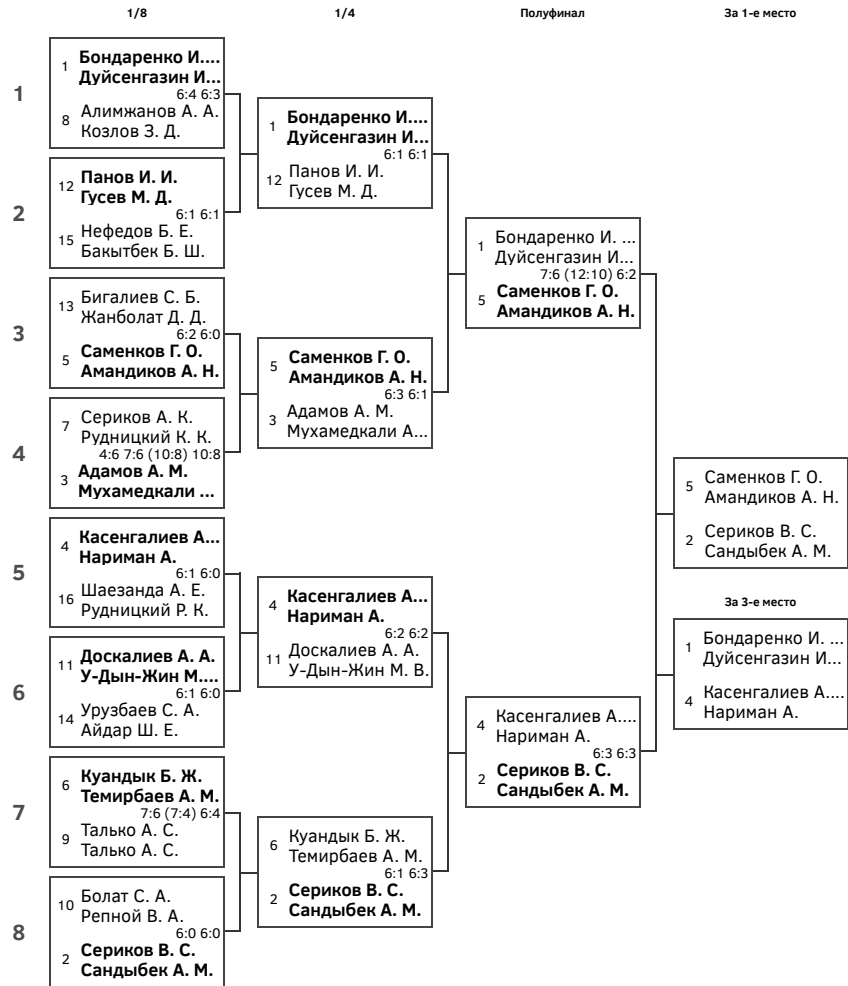 1/8
1/4
Полуфинал
За 1-е место
1
1
Бондаренко И....
Дуйсенгазин И...
6:4 6:3
8
Алимжанов А. А.
Козлов З. Д.
2
12
Панов И. И.
Гусев М. Д.
6:1 6:1
15
Нефедов Б. Е.
Бакытбек Б. Ш.
3
13
Бигалиев С. Б.
Жанболат Д. Д.
6:2 6:0
5
Саменков Г. О.
Амандиков А. Н.
4
7
Сериков А. К.
Рудницкий К. К.
4:6 7:6 (10:8) 10:8
3
Адамов А. М.
Мухамедкали ...
5
4
Касенгалиев А...
Нариман А.
6:1 6:0
16
Шаезанда А. Е.
Рудницкий Р. К.
6
11
Доскалиев А. А.
У-Дын-Жин М....
6:1 6:0
14
Урузбаев С. А.
Айдар Ш. Е.
7
6
Куандык Б. Ж.
Темирбаев А. М.
7:6 (7:4) 6:4
9
Талько А. С.
Талько А. С.
8
10
Болат С. А.
Репной В. А.
6:0 6:0
2
Сериков В. С.
Сандыбек А. М.
1
Бондаренко И....
Дуйсенгазин И...
6:1 6:1
12
Панов И. И.
Гусев М. Д.
5
Саменков Г. О.
Амандиков А. Н.
6:3 6:1
3
Адамов А. М.
Мухамедкали А...
4
Касенгалиев А...
Нариман А.
6:2 6:2
11
Доскалиев А. А.
У-Дын-Жин М. В.
6
Куандык Б. Ж.
Темирбаев А. М.
6:1 6:3
2
Сериков В. С.
Сандыбек А. М.
1
Бондаренко И. ...
Дуйсенгазин И...
7:6 (12:10) 6:2
5
Саменков Г. О.
Амандиков А. Н.
4
Касенгалиев А....
Нариман А.
6:3 6:3
2
Сериков В. С.
Сандыбек А. М.
5
Саменков Г. О.
Амандиков А. Н.
2
Сериков В. С.
Сандыбек А. М.
За 3-е место
1
Бондаренко И. ...
Дуйсенгазин И...
4
Касенгалиев А....
Нариман А.